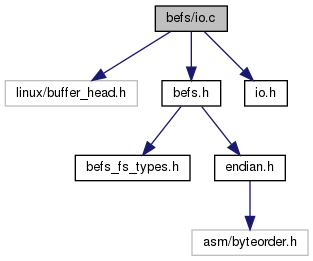 befs/io.c
linux/buffer_head.h
befs.h
io.h
befs_fs_types.h
endian.h
asm/byteorder.h